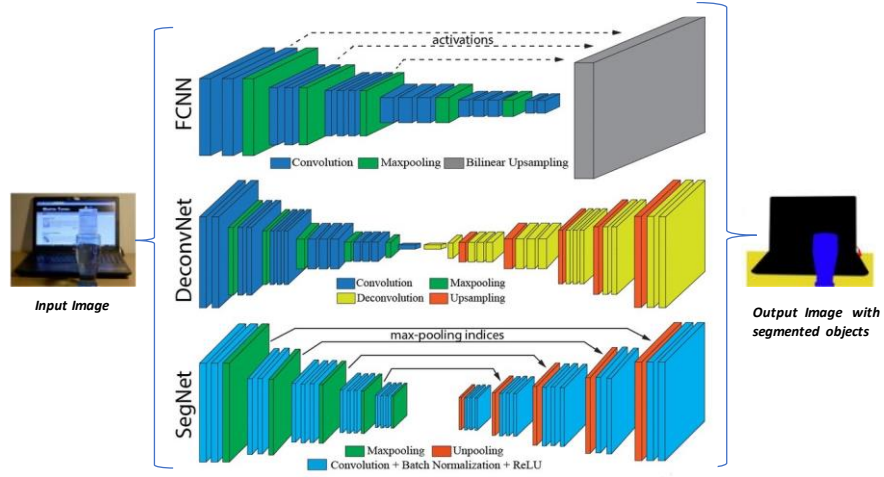 FCNN
activations
Convolution Maxpooling Bilinear Upsampling
DeconvNet
Convolution Maxpooling
Deconvolution Upsampling
SegNet
max-pooling indices
Maxpooling Unpooling
Convolution + Batch Normalization + ReLU
Input Image
Output Image with
segmented objects